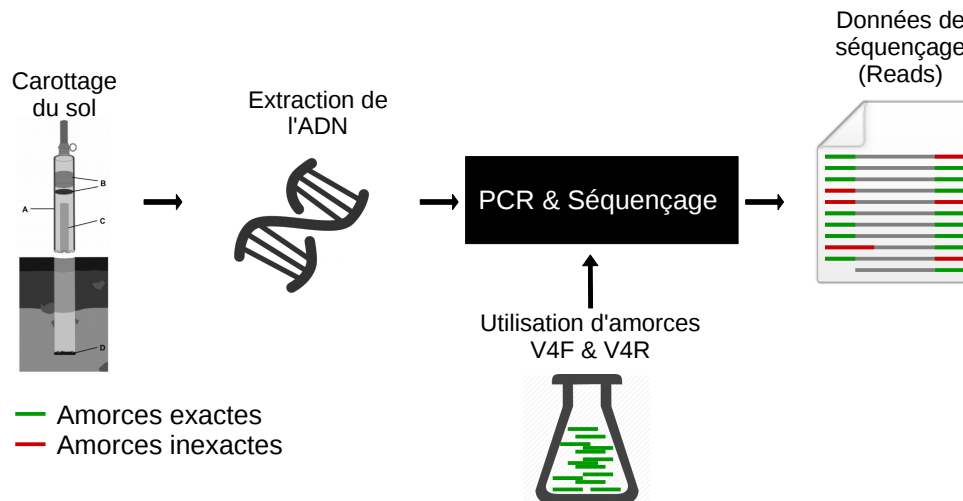 Données de
séquençage
(Reads)
Carottage
du sol
Extraction de
l'ADN
B
A
C
D
PCR & Séquençage
Utilisation d'amorces
V4F & V4R
Amorces exactes
Amorces inexactes